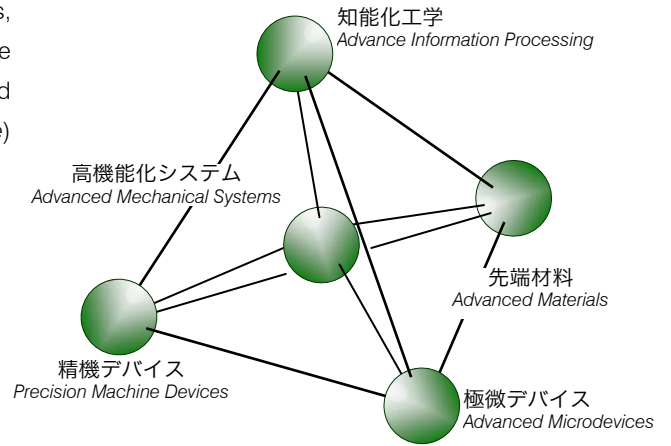 s,
e
d
e)
知能化工学
Advance Information Processing
高機能化システム
Advanced Mechanical Systems
先端材料
Advanced Materials
精機デバイス
Precision Machine Devices
極微デバイス
Advanced Microdevices